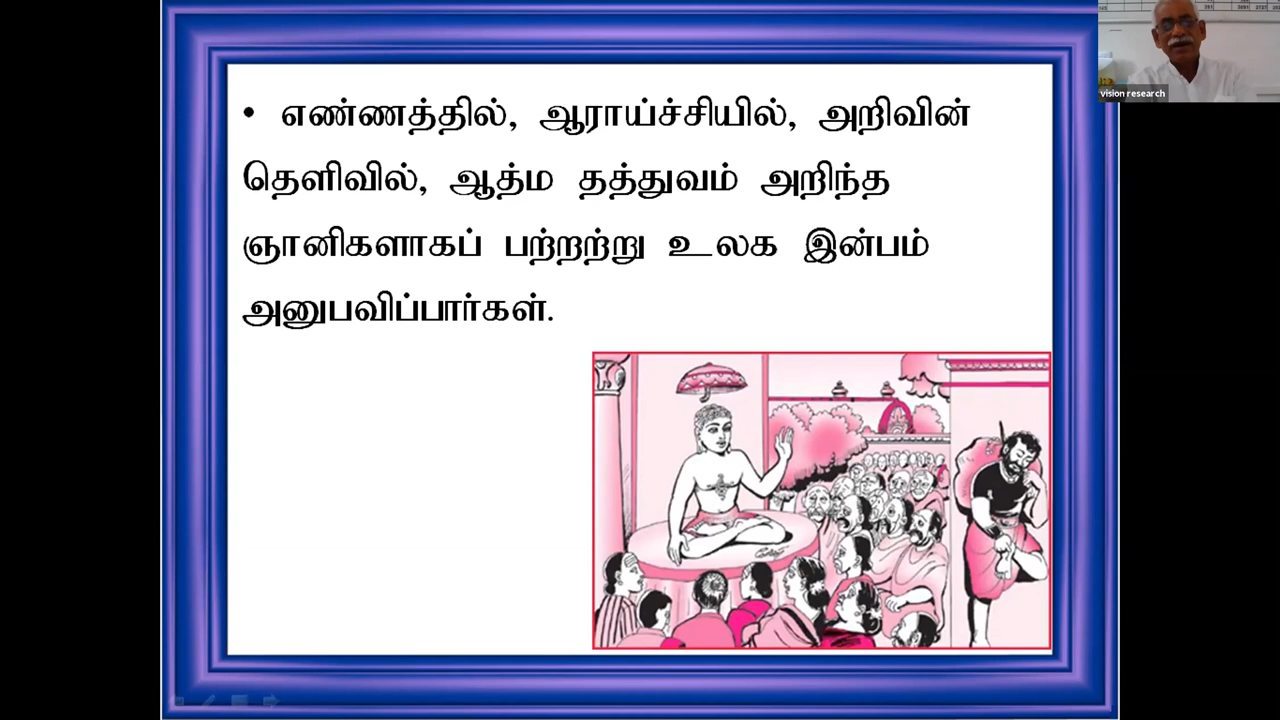 • எண்ணத்தில், ஆராய்ச்சியில், அறிவின்
தெளிவில், ஆத்ம தத்துவம் அறிந்த
ஞானிகளாகப் பற்றற்று உலக இன்பம்
அனுபவிப்பார்கள்.
vision research